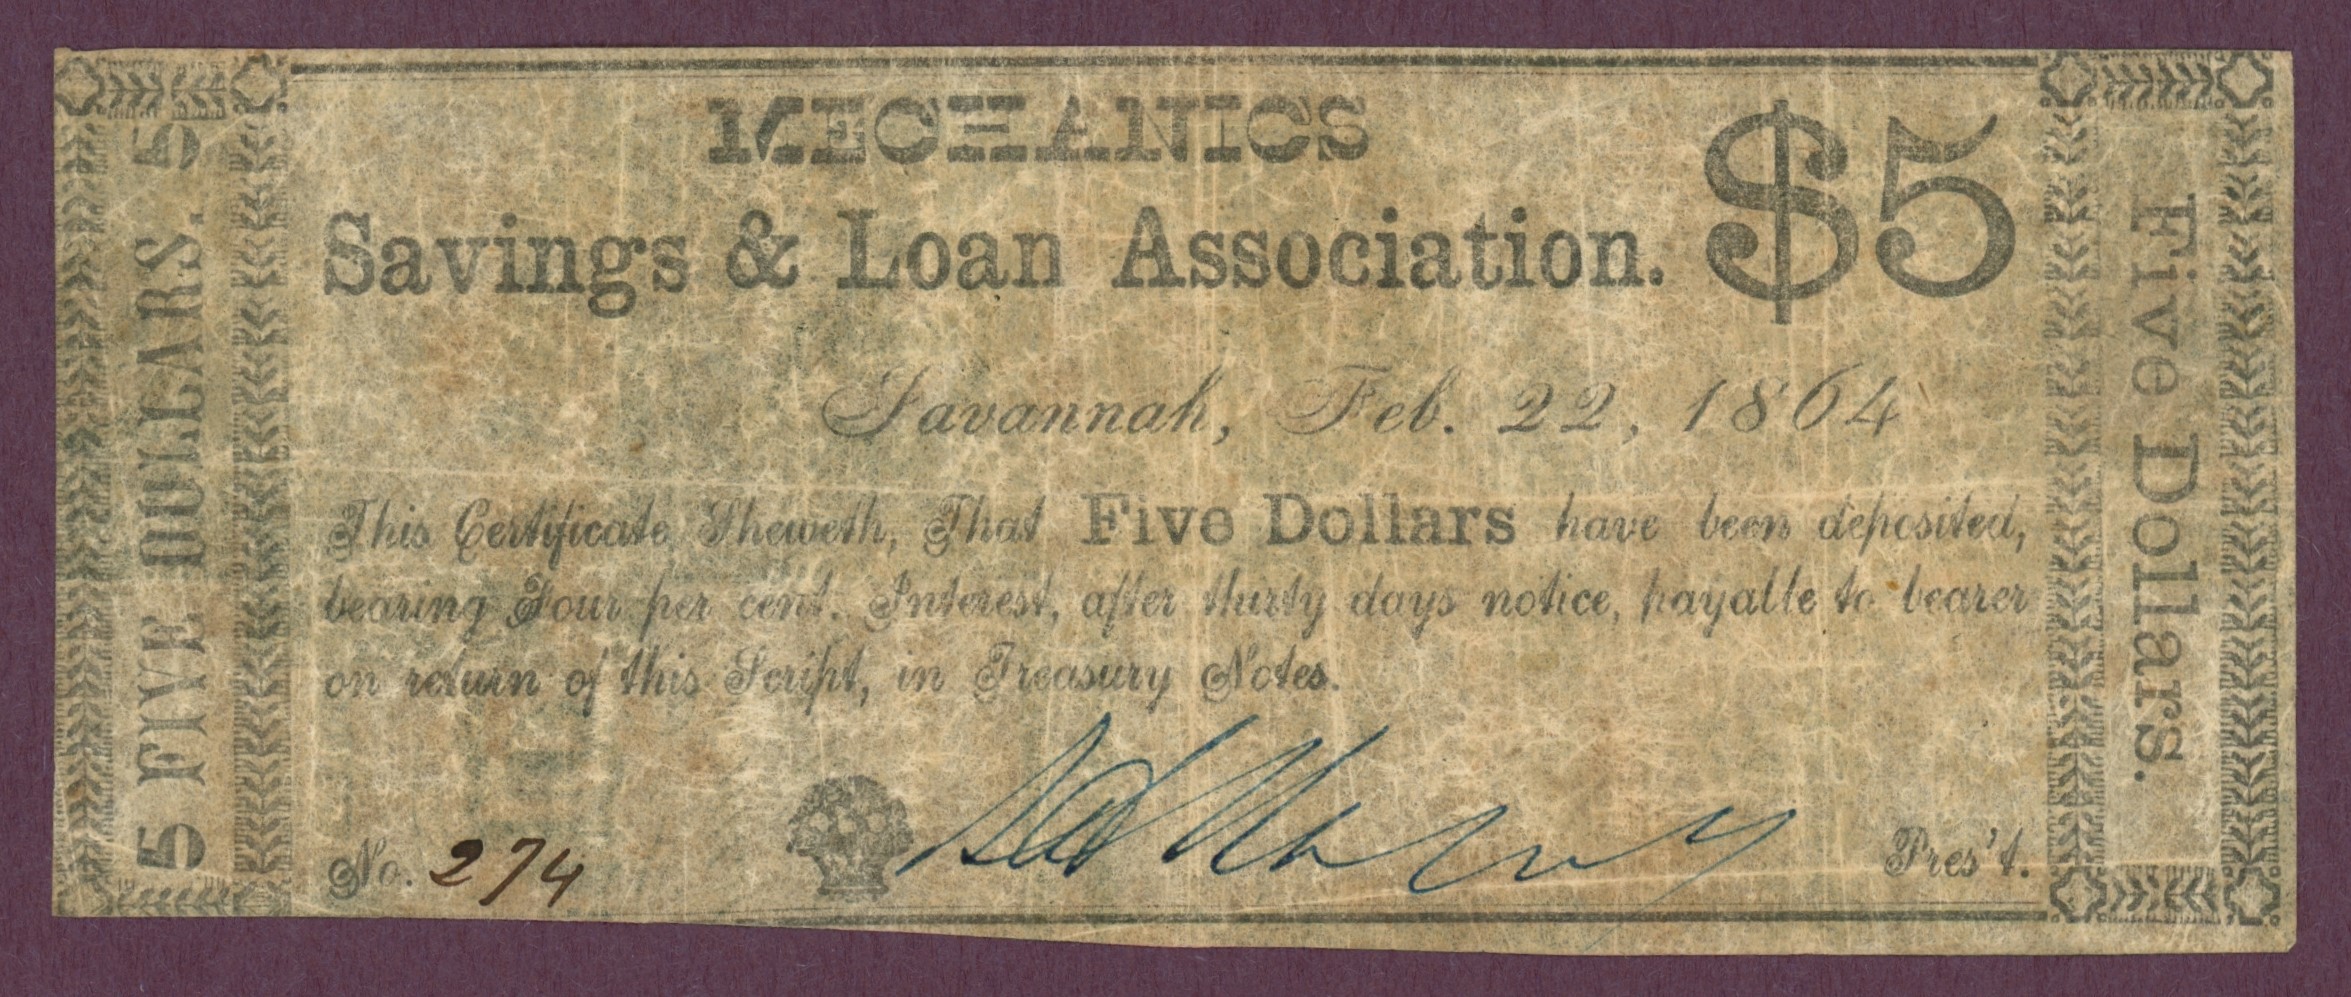 MECHANICS
Savings & Loan Association.
$5
Savannah, Feb. 22, 1864
This Certificate Sheweth, That Five Dollars have been deposited,
bearing Four per cent. Interest, after thirty days notice, payable to bearer
on return of this Script, in Treasury Notes.
No. 274
Pres't.
5 FIVE DOLLARS. 5
Five Dollars.